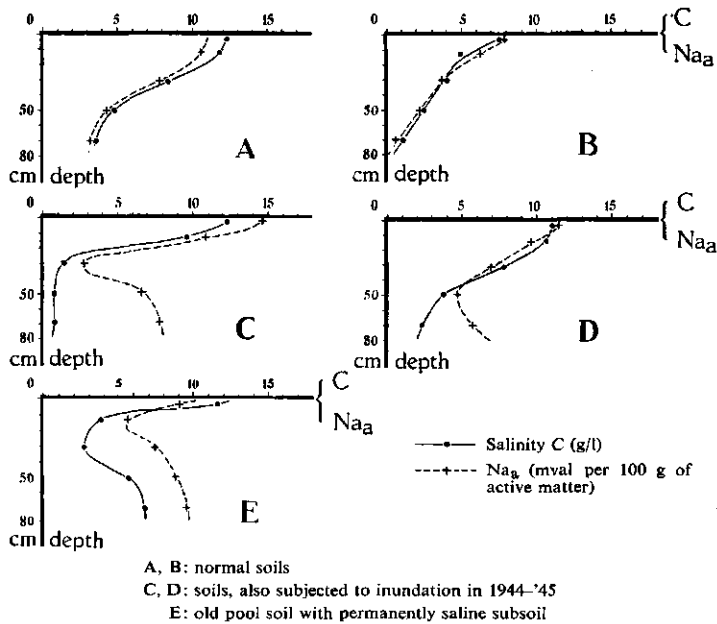 0 5 10 15
0 5 10 15
{ C
Naa
50
80
A
cm depth
50
80
B
cm depth
0 5 10 15
0 5 10 15
{ C
Naa
50
80
C
cm depth
50
80
D
cm depth
0 5 10 15
{ C
Naa
50
80
E
cm depth
Salinity C (g/l)
Naa (mval per 100 g of
active matter)
A, B: normal soils
C, D: soils, also subjected to inundation in 1944–'45
E: old pool soil with permanently saline subsoil